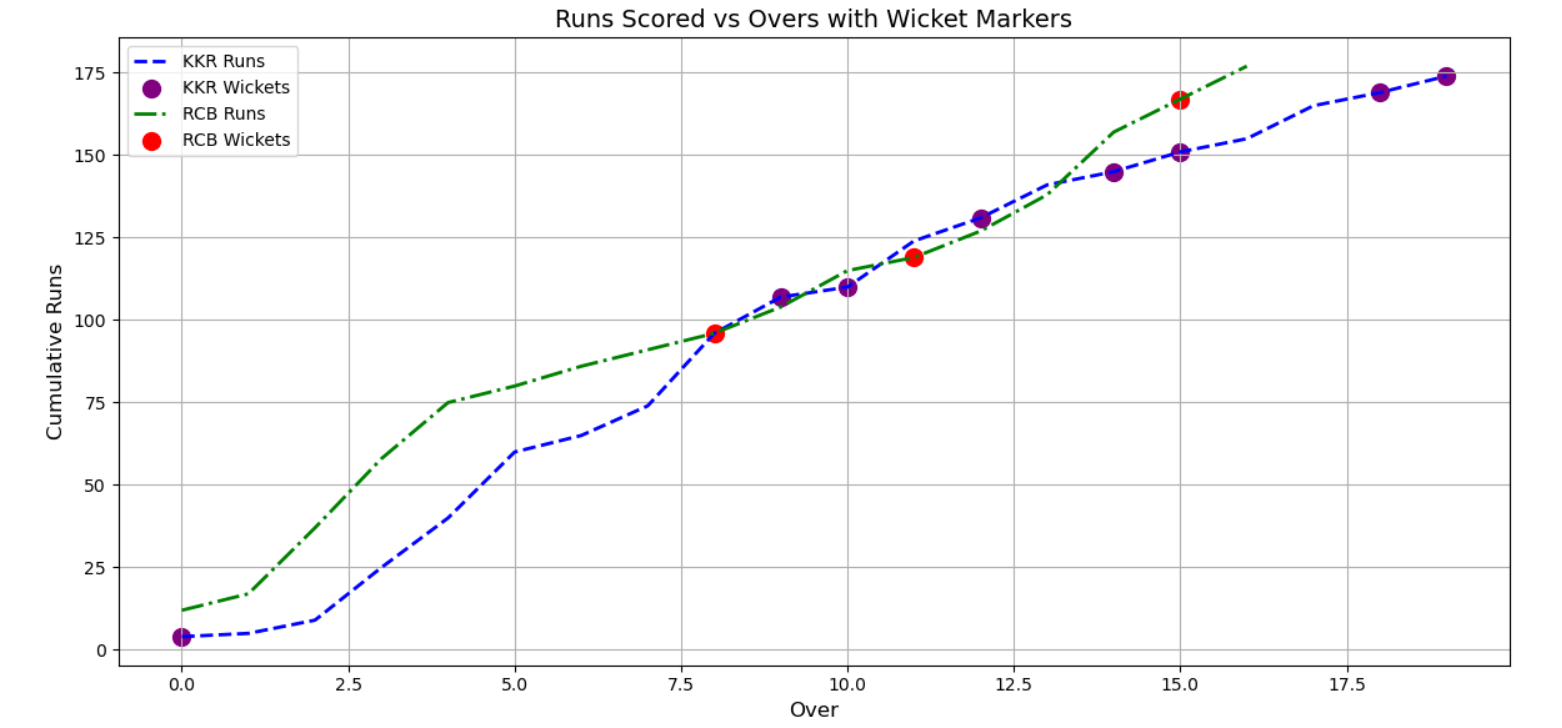 Runs Scored vs Overs with Wicket Markers
KKR Runs
KKR Wickets
RCB Runs
RCB Wickets
175
150
125
100
75
50
25
0
Cumulative Runs
0.0 2.5 5.0 7.5 10.0 12.5 15.0 17.5
Over